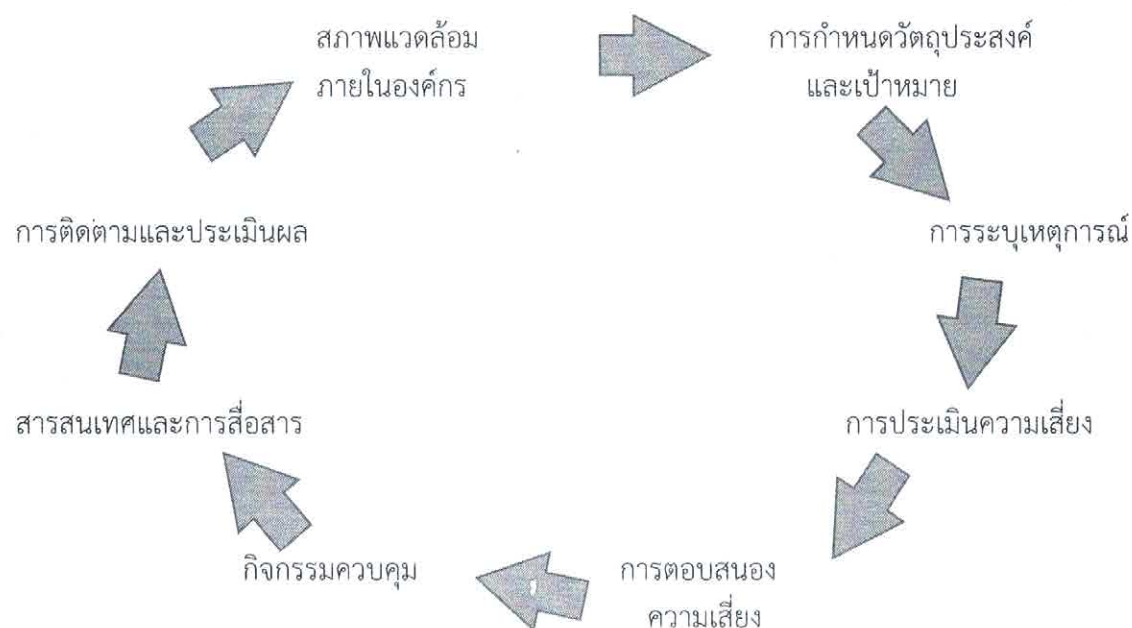 สภาพแวดล้อม
ภายในองค์กร
การกำหนดวัตถุประสงค์
และเป้าหมาย
การระบุเหตุการณ์
การประเมินความเสี่ยง
การตอบสนอง
ความเสี่ยง
กิจกรรมควบคุม
สารสนเทศและการสื่อสาร
การติดตามและประเมินผล